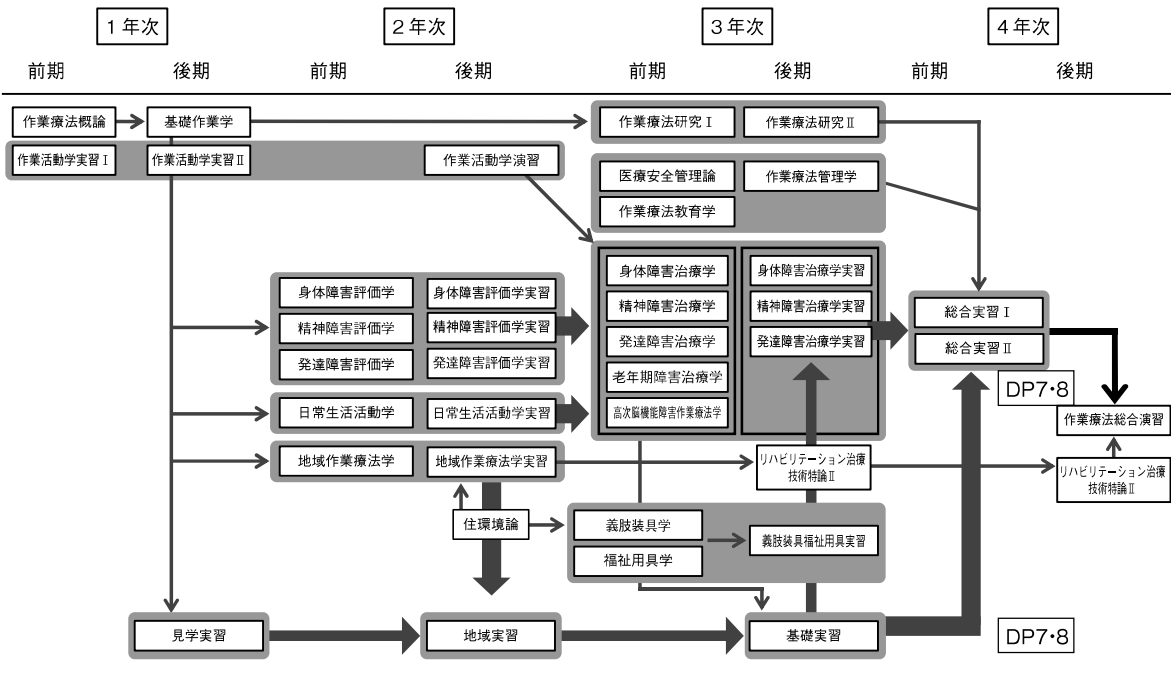 １年次
２年次
３年次
４年次
前期
後期
前期
後期
前期
後期
前期
後期
作業療法概論
基礎作業学
作業療法研究Ⅰ
作業療法研究Ⅱ
作業活動学実習Ⅰ
作業活動学実習Ⅱ
作業活動学演習
医療安全管理論
作業療法管理学
作業療法教育学
身体障害治療学
身体障害治療学実習
身体障害評価学
身体障害評価学実習
精神障害治療学
精神障害治療学実習
総合実習Ⅰ
精神障害評価学
精神障害評価学実習
発達障害治療学
発達障害治療学実習
総合実習Ⅱ
発達障害評価学
発達障害評価学実習
老年期障害治療学
DP7・8
日常生活活動学
日常生活活動学実習
高次脳機能障害作業療法学
作業療法総合演習
地域作業療法学
地域作業療法学実習
リハビリテーション治療
技術特論Ⅱ
リハビリテーション治療
技術特論Ⅱ
住環境論
義肢装具学
義肢装具福祉用具実習
福祉用具学
見学実習
地域実習
基礎実習
DP7・8